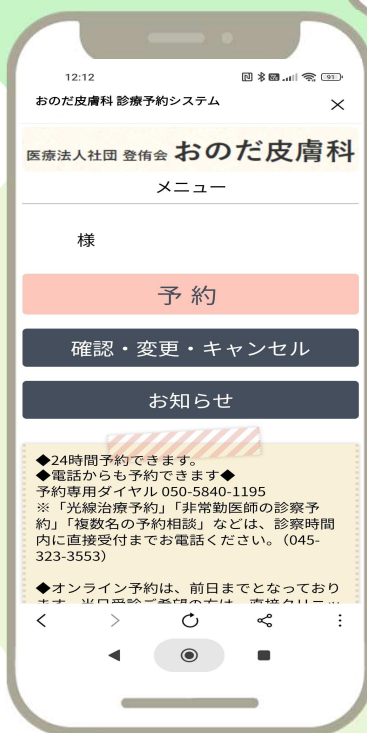 12:12
91
おのだ皮膚科 診療予約システム
医療法人社団 登侑会 おのだ皮膚科
メニュー
様
予 約
確認・変更・キャンセル
お知らせ
◆24時間予約できます。
◆電話からも予約できます◆
予約専用ダイヤル 050-5840-1195
※「光線治療予約」「非常勤医師の診察予
約」「複数名の予約相談」などは、診察時間
内に直接受付までお電話ください。（045-
323-3553）
◆オンライン予約は、前日までとなっており